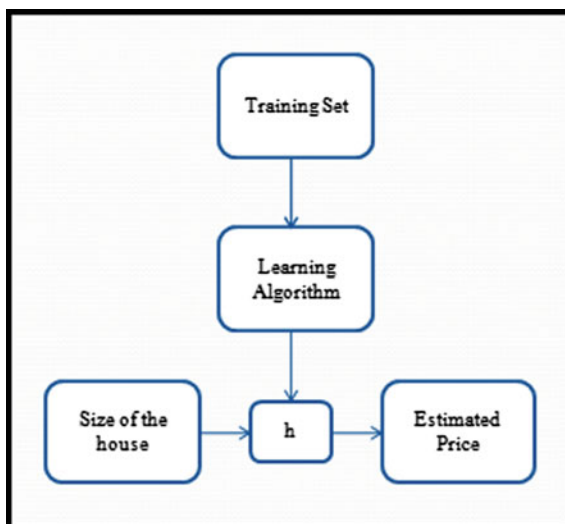 Training Set
Learning
Algorithm
Size of the
house
h
Estimated
Price